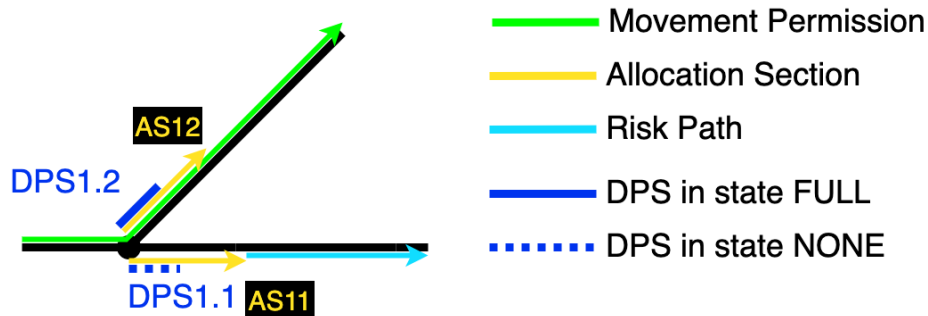 Movement Permission
Allocation Section
AS12
Risk Path
DPS1.2
DPS in state FULL
DPS in state NONE
DPS1.1
AS11